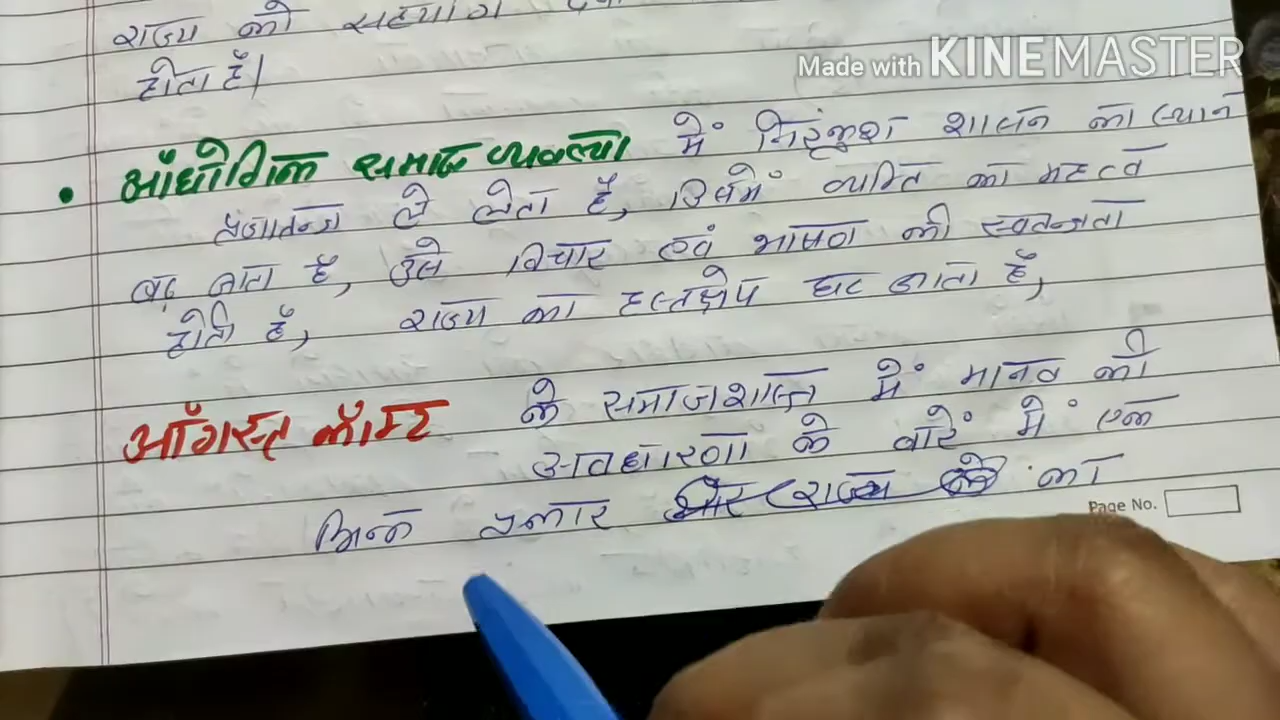 राज्य को सहयोग
होता है।
Made with KINEMASTER
• औद्योगिक समाज व्यवस्था में निरंकुश शासन का स्थान
प्रजातन्त्र ले लेता है, जिसमें व्यक्ति का महत्व
बढ़ जाता है, उसे विचार एवं भाषण की स्वतन्त्रता
होती है, राज्य का हस्तक्षेप घट जाता है,
ऑगस्त कॉम्ट के समाजशास्त्र में मानव की
अवधारणा के बारें में एक
भिन्न प्रकार का
Page No.